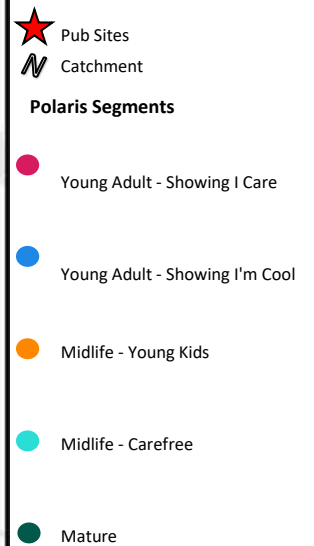 Pub Sites
Catchment
Polaris Segments
Young Adult - Showing I Care
Young Adult - Showing I'm Cool
Midlife - Young Kids
Midlife - Carefree
Mature